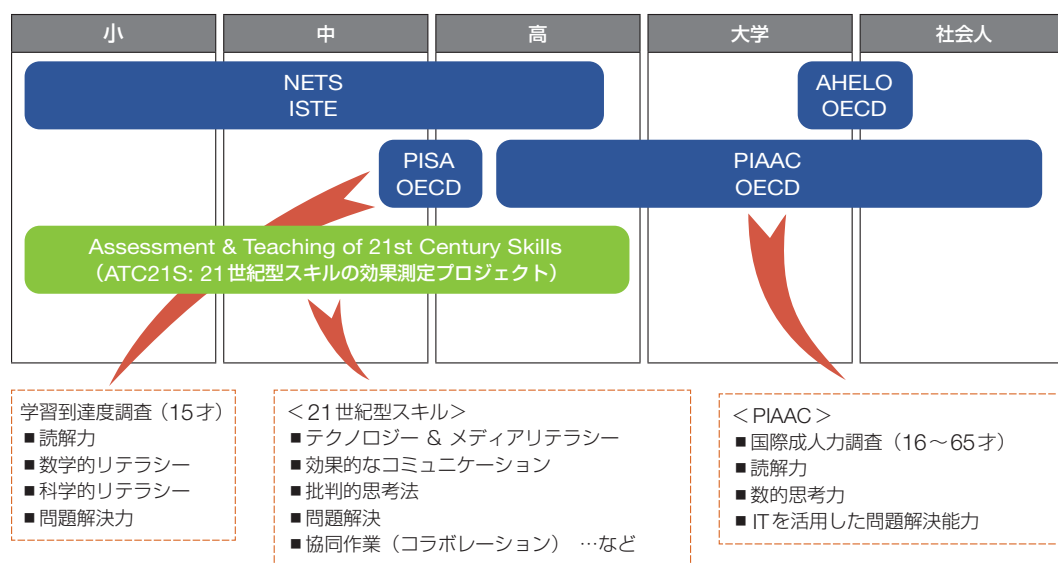 小
中
高
大学
社会人
NETS
ISTE
AHELO
OECD
PISA
OECD
PIAAC
OECD
Assessment & Teaching of 21st Century Skills
（ATC21S: 21世紀型スキルの効果測定プロジェクト）
学習到達度調査（15才）
■読解力
■数学的リテラシー
■科学的リテラシー
■問題解決力
＜21世紀型スキル＞
■テクノロジー ＆ メディアリテラシー
■効果的なコミュニケーション
■批判的思考法
■問題解決
■協同作業（コラボレーション） …など
＜PIAAC＞
■国際成人力調査（16～65才）
■読解力
■数的思考力
■ITを活用した問題解決能力